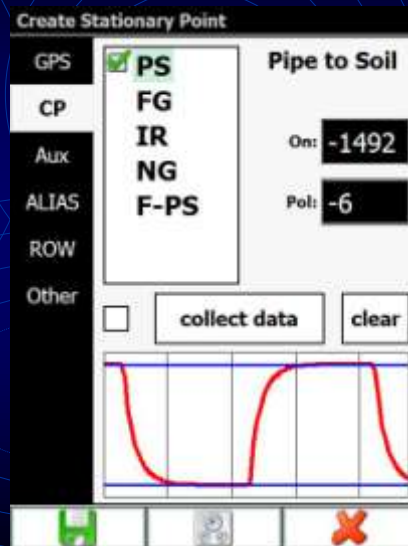 Create Stationary Point
GPS
CP
Aux
ALIAS
ROW
Other
PS
FG
IR
NG
F-PS
Pipe to Soil
On: -1492
Pol: -6
collect data
clear